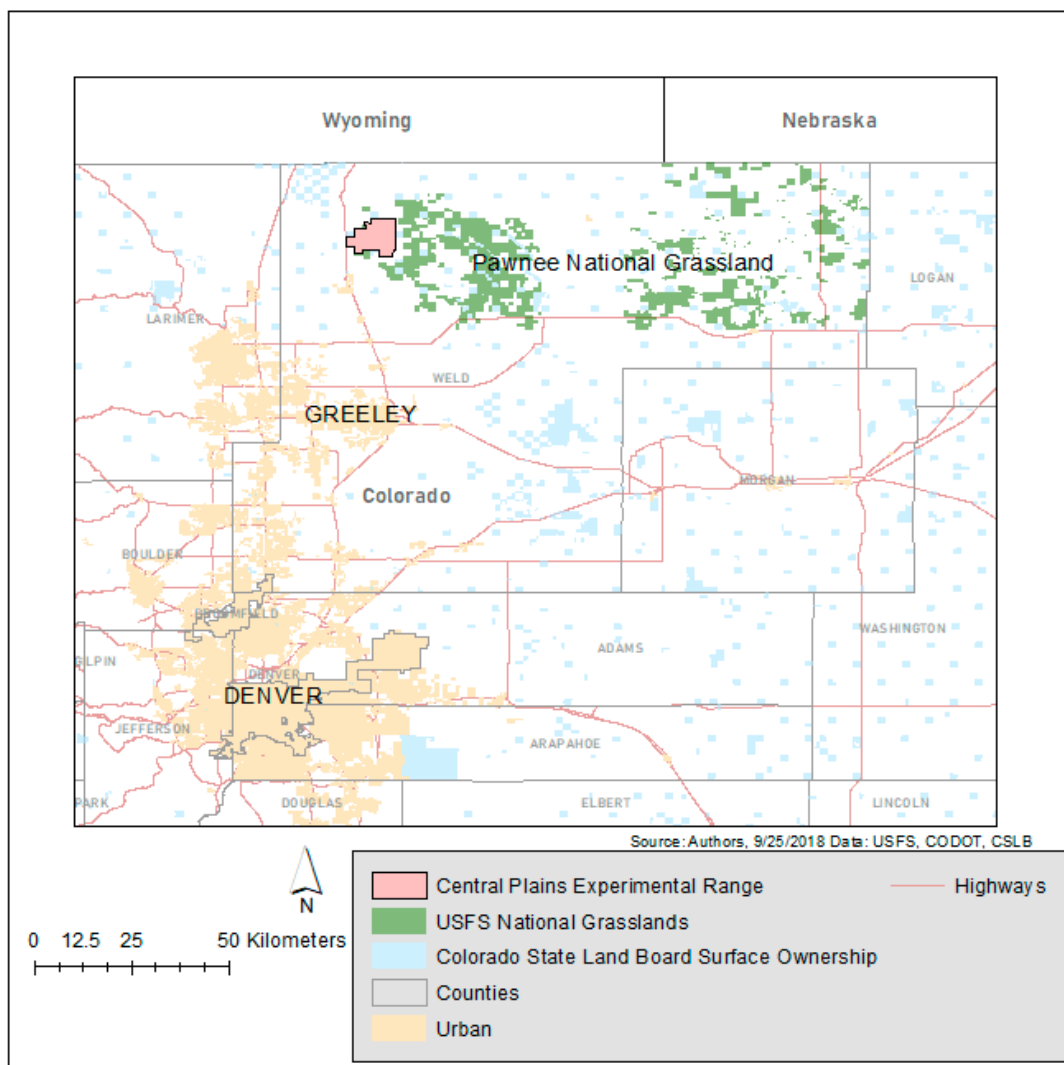 Wyoming
Nebraska
Pawnee National Grassland
LOGAN
LARIMER
WELD
GREELEY
Colorado
MORGAN
BOULDER
BROOMFIELD
WASHINGTON
ADAMS
GILPIN
DENVER
DENVER
JEFFERSON
ARAPAHOE
PARK
DOUGLAS
ELBERT
LINCOLN
Source: Authors, 9/25/2018 Data: USFS, CODOT, CSLB
N
0 12.5 25 50 Kilometers
Central Plains Experimental Range
Highways
USFS National Grasslands
Colorado State Land Board Surface Ownership
Counties
Urban